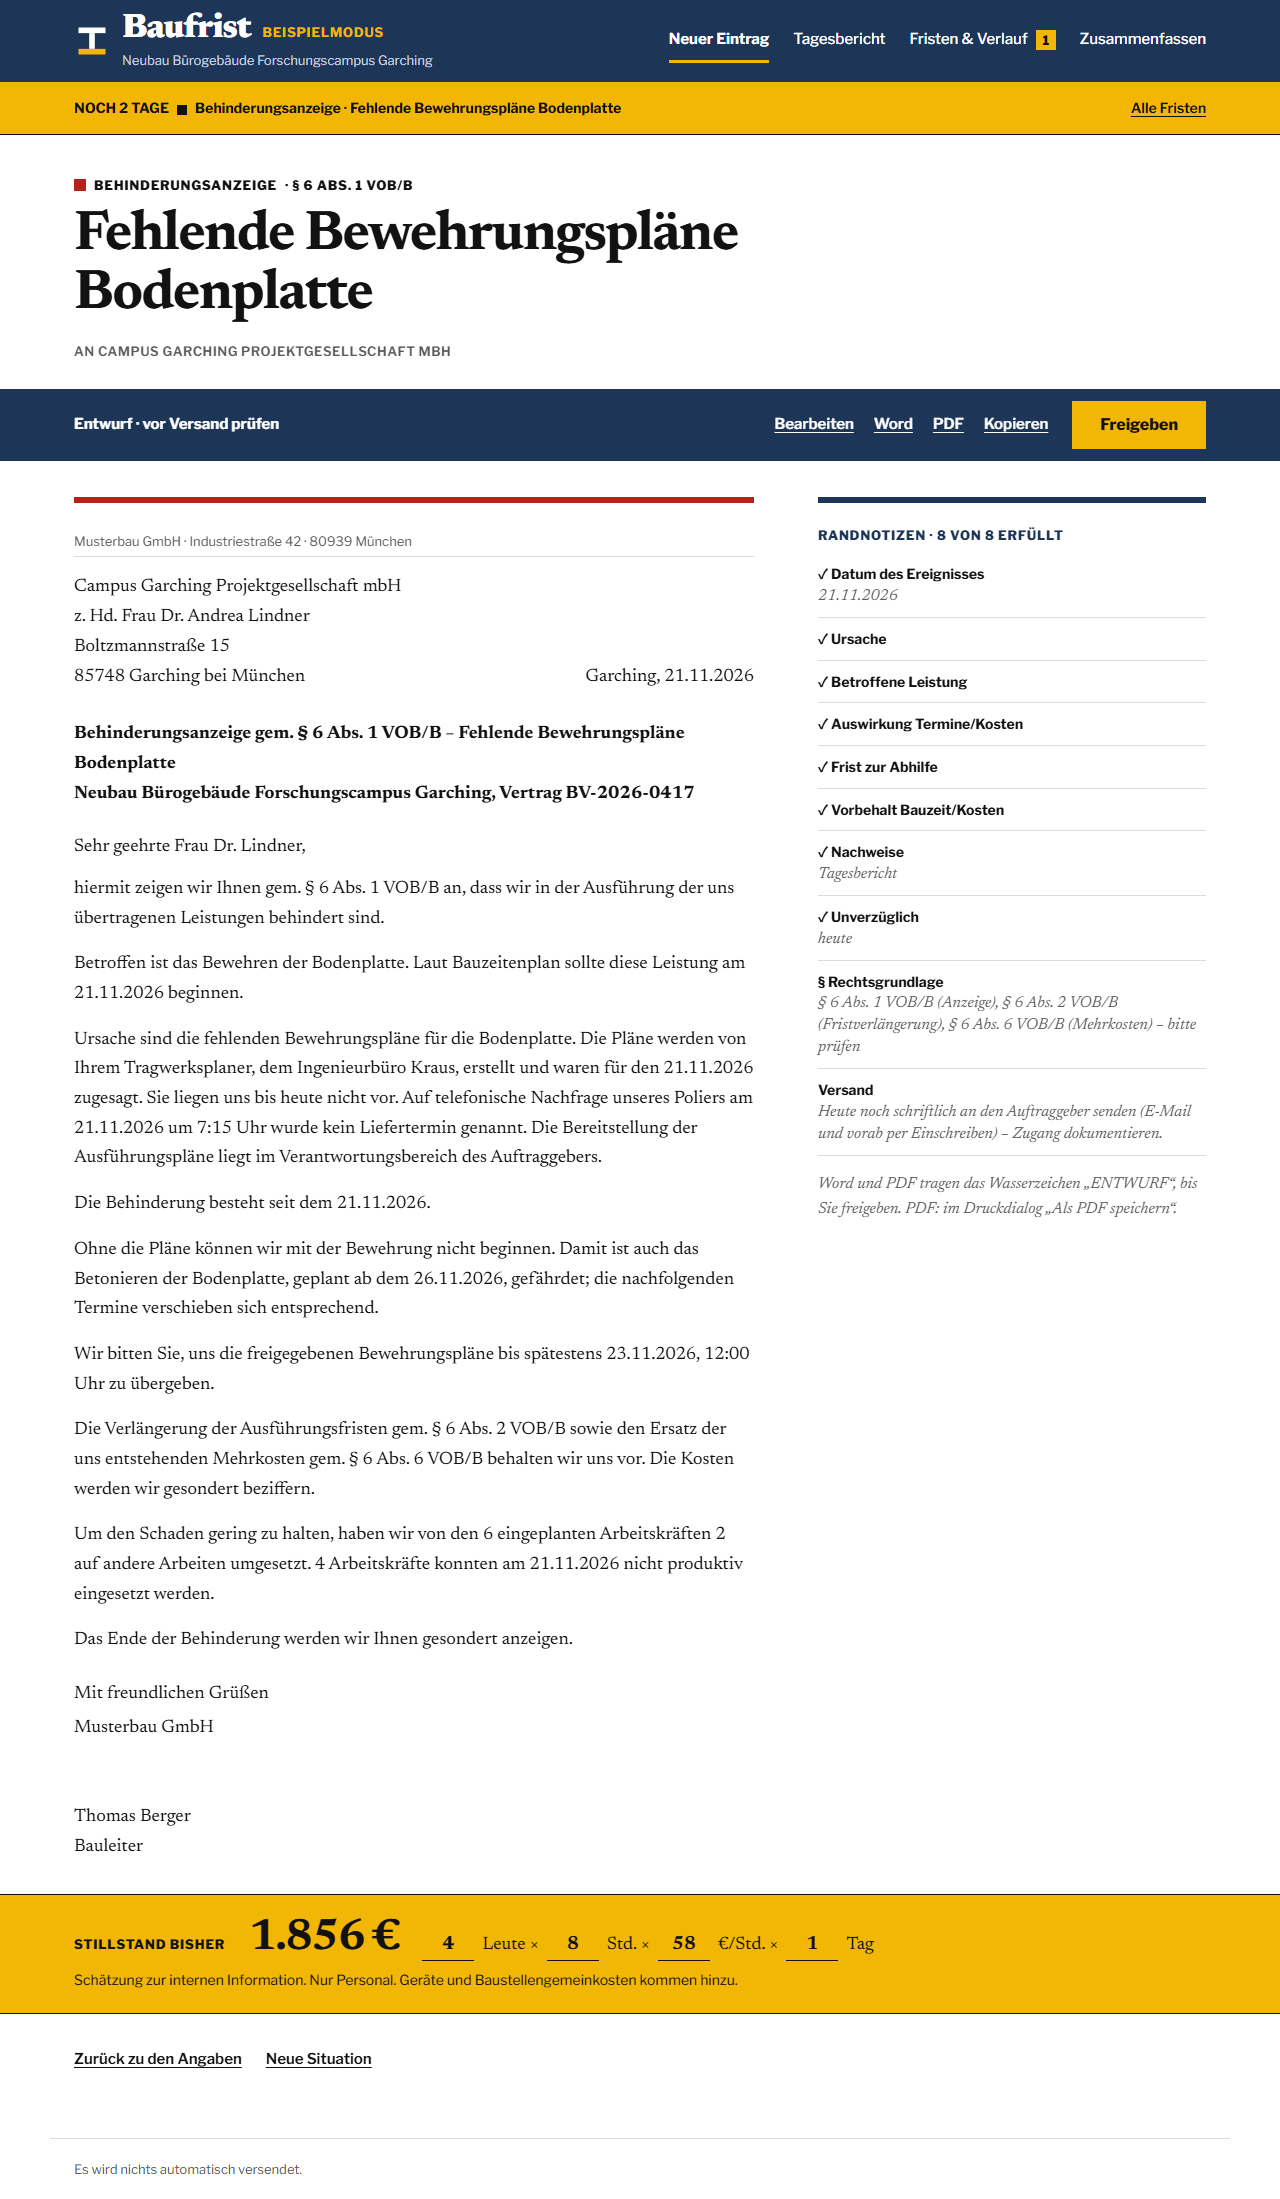 Baufrist BEISPIELMODUS
Neubau Bürogebäude Forschungscampus Garching
Neuer Eintrag Tagesbericht Fristen & Verlauf 1 Zusammenfassen
NOCH 2 TAGE ■ Behinderungsanzeige · Fehlende Bewehrungspläne Bodenplatte
Alle Fristen
BEHINDERUNGSANZEIGE · § 6 ABS. 1 VOB/B
Fehlende Bewehrungspläne
Bodenplatte
AN CAMPUS GARCHING PROJEKTGESELLSCHAFT MBH
Entwurf · vor Versand prüfen
Bearbeiten Word PDF Kopieren Freigeben
Musterbau GmbH · Industriestraße 42 · 80939 München
Campus Garching Projektgesellschaft mbH
z. Hd. Frau Dr. Andrea Lindner
Boltzmannstraße 15
85748 Garching bei München
Garching, 21.11.2026
Behinderungsanzeige gem. § 6 Abs. 1 VOB/B – Fehlende Bewehrungspläne
Bodenplatte
Neubau Bürogebäude Forschungscampus Garching, Vertrag BV-2026-0417
Sehr geehrte Frau Dr. Lindner,
hiermit zeigen wir Ihnen gem. § 6 Abs. 1 VOB/B an, dass wir in der Ausführung der uns
übertragenen Leistungen behindert sind.
Betroffen ist das Bewehren der Bodenplatte. Laut Bauzeitenplan sollte diese Leistung am
21.11.2026 beginnen.
Ursache sind die fehlenden Bewehrungspläne für die Bodenplatte. Die Pläne werden von
Ihrem Tragwerksplaner, dem Ingenieurbüro Kraus, erstellt und waren für den 21.11.2026
zugesagt. Sie liegen uns bis heute nicht vor. Auf telefonische Nachfrage unseres Poliers am
21.11.2026 um 7:15 Uhr wurde kein Liefertermin genannt. Die Bereitstellung der
Ausführungspläne liegt im Verantwortungsbereich des Auftraggebers.
Die Behinderung besteht seit dem 21.11.2026.
Ohne die Pläne können wir mit der Bewehrung nicht beginnen. Damit ist auch das
Betonieren der Bodenplatte, geplant ab dem 26.11.2026, gefährdet; die nachfolgenden
Termine verschieben sich entsprechend.
Wir bitten Sie, uns die freigegebenen Bewehrungspläne bis spätestens 23.11.2026, 12:00
Uhr zu übergeben.
Die Verlängerung der Ausführungsfristen gem. § 6 Abs. 2 VOB/B sowie den Ersatz der
uns entstehenden Mehrkosten gem. § 6 Abs. 6 VOB/B behalten wir uns vor. Die Kosten
werden wir gesondert beziffern.
Um den Schaden gering zu halten, haben wir von den 6 eingeplanten Arbeitskräften 2
auf andere Arbeiten umgesetzt. 4 Arbeitskräfte konnten am 21.11.2026 nicht produktiv
eingesetzt werden.
Das Ende der Behinderung werden wir Ihnen gesondert anzeigen.
Mit freundlichen Grüßen
Musterbau GmbH
Thomas Berger
Bauleiter
RANDNOTIZEN · 8 VON 8 ERFÜLLT
✓ Datum des Ereignisses
21.11.2026
✓ Ursache
✓ Betroffene Leistung
✓ Auswirkung Termine/Kosten
✓ Frist zur Abhilfe
✓ Vorbehalt Bauzeit/Kosten
✓ Nachweise
Tagesbericht
✓ Unverzüglich
heute
§ Rechtsgrundlage
§ 6 Abs. 1 VOB/B (Anzeige), § 6 Abs. 2 VOB/B
(Fristverlängerung), § 6 Abs. 6 VOB/B (Mehrkosten) – bitte
prüfen
Versand
Heute noch schriftlich an den Auftraggeber senden (E-Mail
und vorab per Einschreiben) – Zugang dokumentieren.
Word und PDF tragen das Wasserzeichen „ENTWURF“, bis
Sie freigeben. PDF: im Druckdialog „Als PDF speichern“.
STILLSTAND BISHER 1.856 € 4 Leute × 8 Std. × 58 €/Std. × 1 Tag
Schätzung zur internen Information. Nur Personal. Geräte und Baustellengemeinkosten kommen hinzu.
Zurück zu den Angaben Neue Situation
Es wird nichts automatisch versendet.